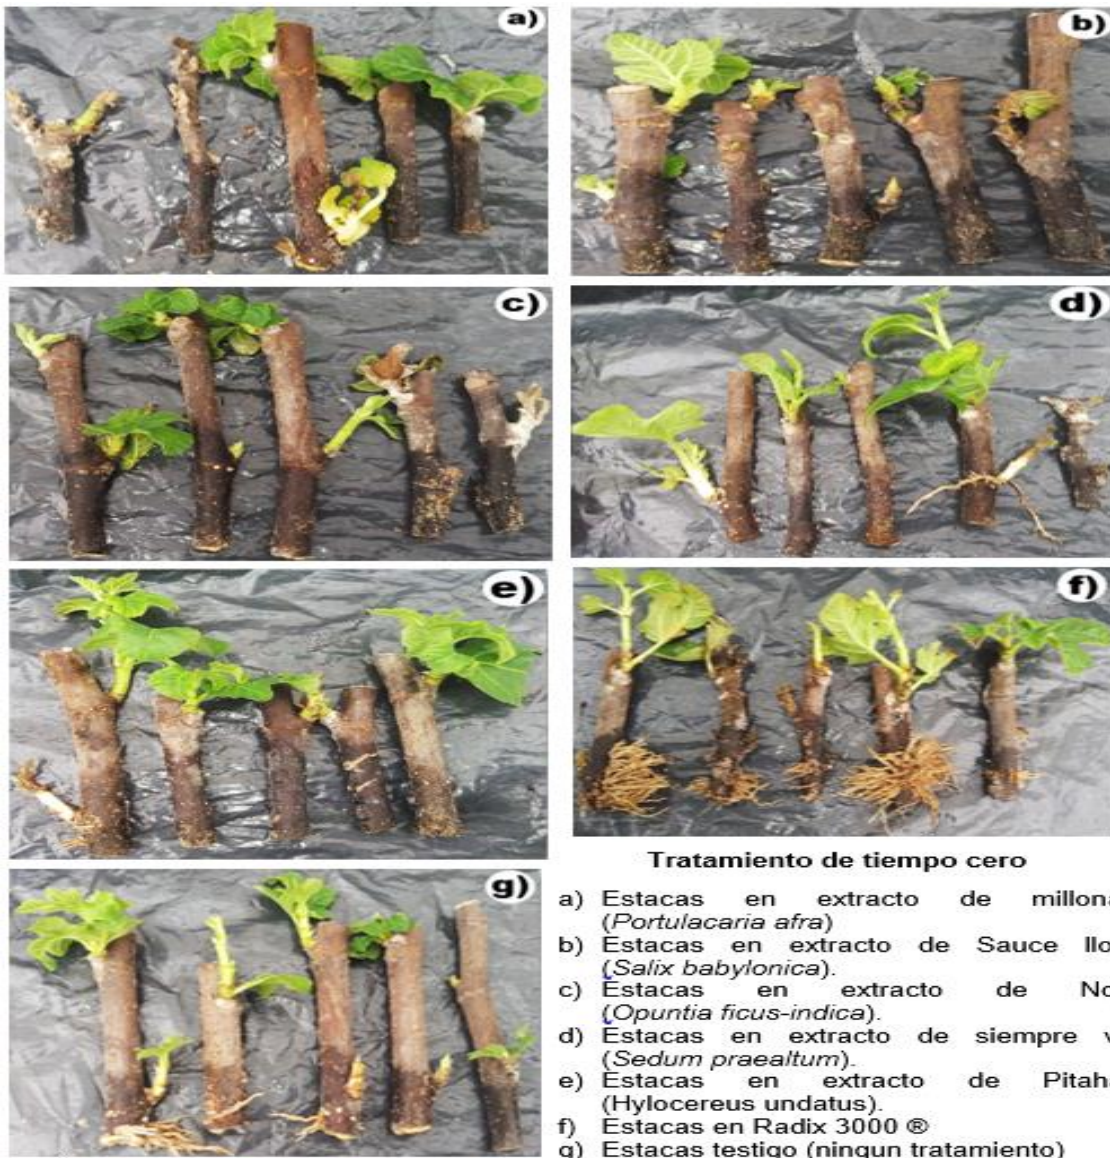 a)
b)
c)
d)
e)
f)
g)
Tratamiento de tiempo cero
a) Estacas en extracto de
(Portulacaria afra)
b) Estacas en extracto de Sauce
(Salix babylonica).
c) Estacas en extracto de
(Opuntia ficus-indica).
d) Estacas en extracto de siempre
(Sedum praealtum).
e) Estacas en extracto de
(Hylocereus undatus).
f) Estacas en Radix 3000 ®
g) Estacas testigo (ningun tratamiento)